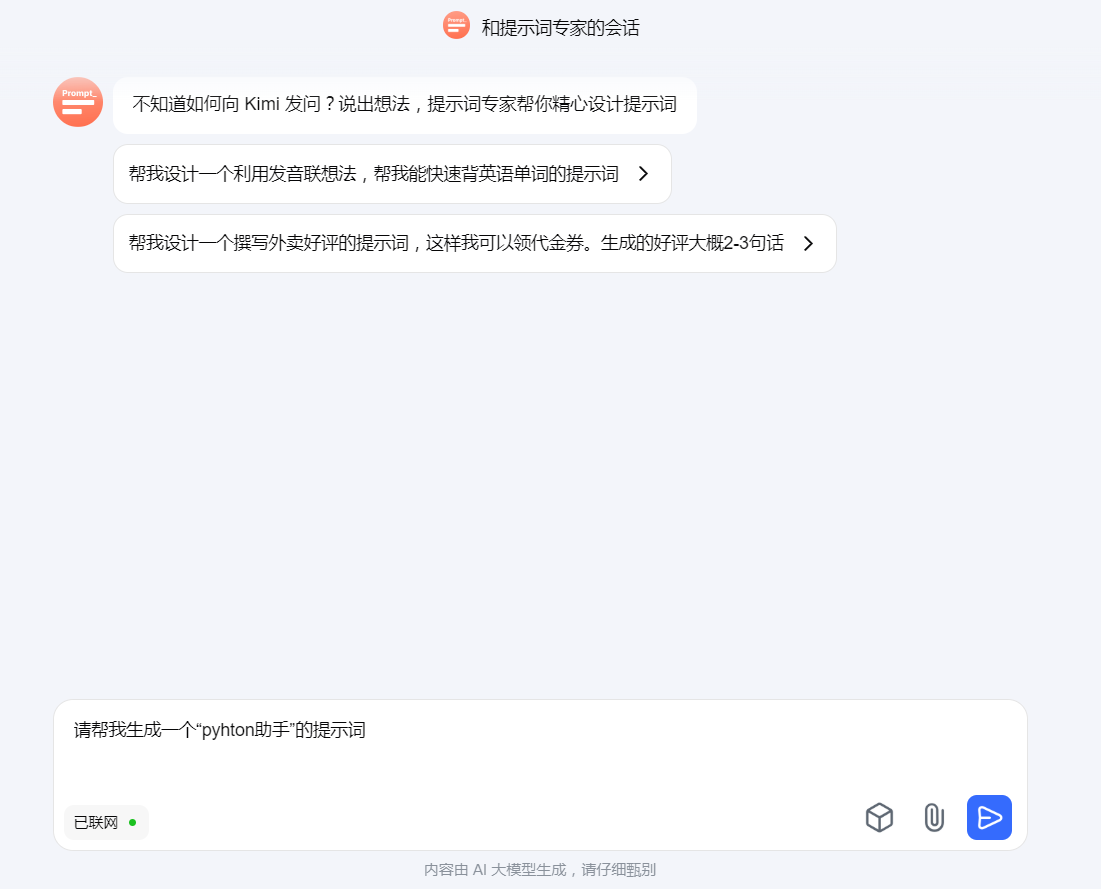 Prompt_
和提示词专家的会话
Prompt_
不知道如何向 Kimi 发问？说出想法，提示词专家帮你精心设计提示词
帮我设计一个利用发音联想法，帮我能快速背英语单词的提示词
帮我设计一个撰写外卖好评的提示词，这样我可以领代金券。生成的好评大概2-3句话
请帮我生成一个“pyhton助手”的提示词
已联网
内容由 AI 大模型生成，请仔细甄别